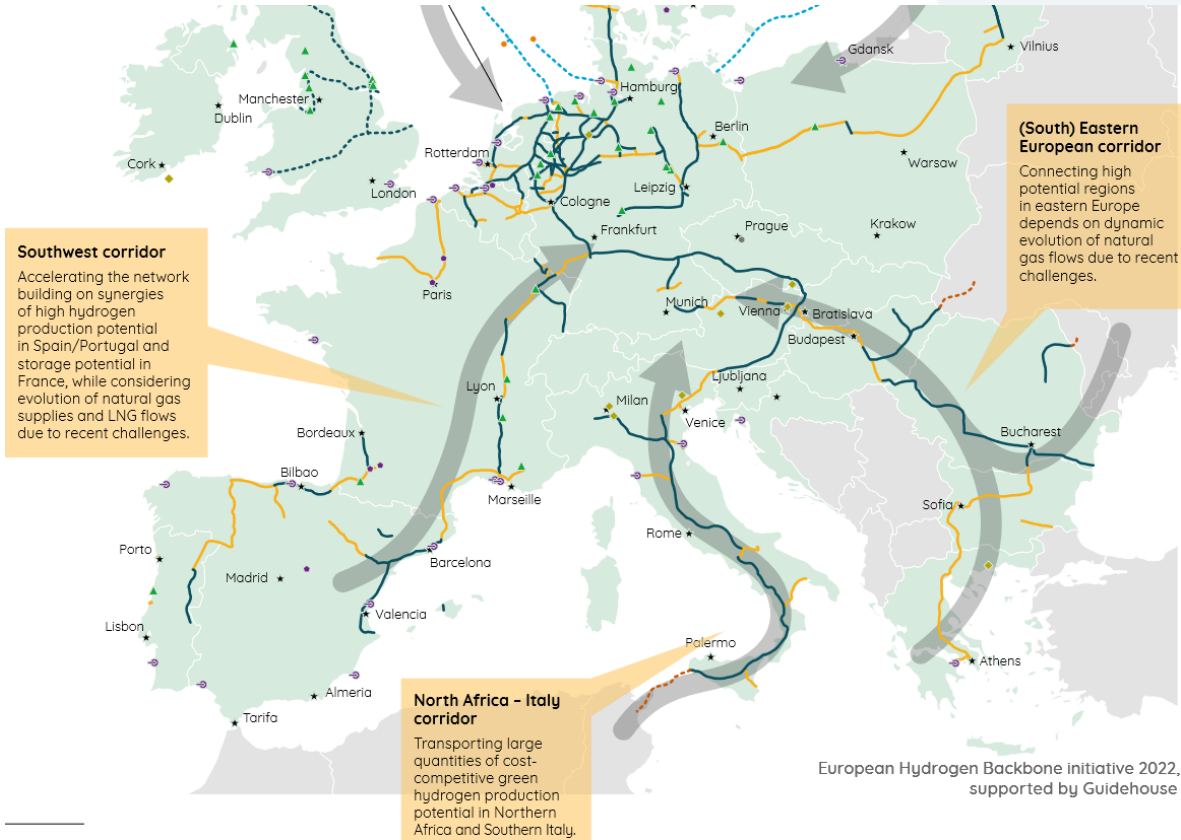 Gdansk
Vilnius
Hamburg
Manchester
Dublin
Berlin
(South) Eastern
European corridor
Connecting high
potential regions
in eastern Europe
depends on dynamic
evolution of natural
gas flows due to recent
challenges.
Rotterdam
Warsaw
Cork
London
Leipzig
Cologne
Frankfurt
Prague
Krakow
Southwest corridor
Accelerating the network
building on synergies
of high hydrogen
production potential
in Spain/Portugal and
storage potential in
France, while considering
evolution of natural gas
supplies and LNG flows
due to recent challenges.
Paris
Munich
Vienna
Bratislava
Budapest
Lyon
Ljubljana
Milan
Venice
Bordeaux
Bucharest
Bilbao
Marseille
Sofia
Rome
Porto
Barcelona
Madrid
Valencia
Lisbon
Palermo
Athens
Almeria
Tarifa
North Africa – Italy
corridor
Transporting large
quantities of cost-
competitive green
hydrogen production
potential in Northern
Africa and Southern Italy.
European Hydrogen Backbone initiative 2022,
supported by Guidehouse